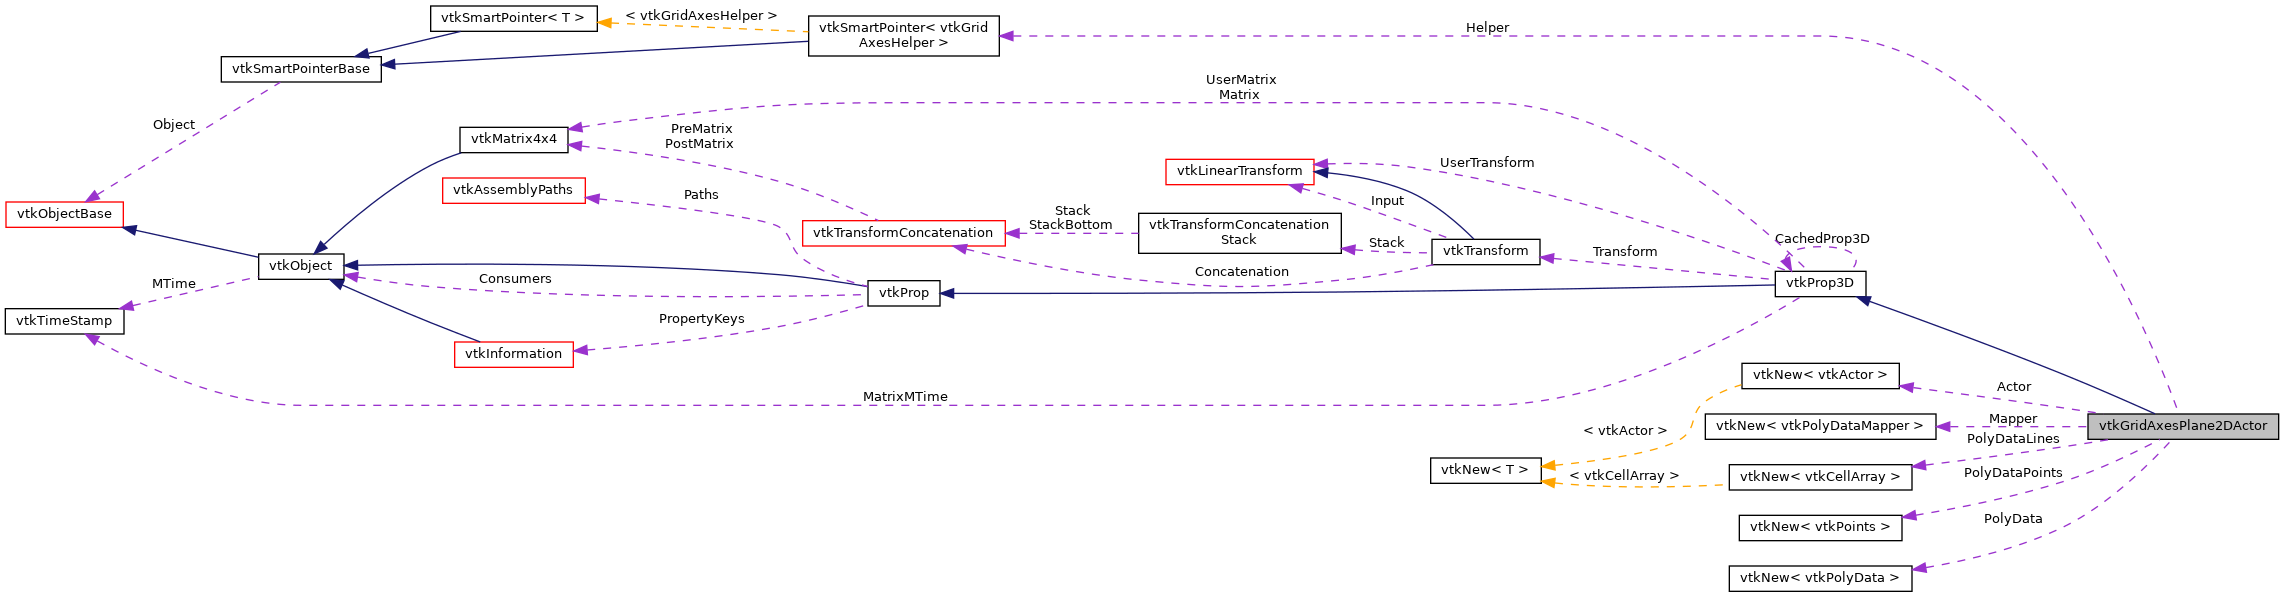 vtkSmartPointer< T >
< vtkGridAxesHelper >
vtkSmartPointer< vtkGrid
AxesHelper >
Helper
vtkSmartPointerBase
UserMatrix
Matrix
Object
PreMatrix
PostMatrix
vtkMatrix4x4
vtkLinearTransform
UserTransform
vtkAssemblyPaths
Paths
Input
vtkObjectBase
Stack
StackBottom
vtkTransformConcatenation
vtkTransformConcatenation
Stack
Stack
vtkTransform
CachedProp3D
Transform
vtkObject
Consumers
Concatenation
MTime
vtkProp
vtkProp3D
vtkTimeStamp
PropertyKeys
vtkInformation
MatrixMTime
vtkNew< vtkActor >
Actor
< vtkActor >
vtkNew< vtkPolyDataMapper >
Mapper
vtkGridAxesPlane2DActor
PolyDataLines
vtkNew< T >
< vtkCellArray >
vtkNew< vtkCellArray >
PolyDataPoints
vtkNew< vtkPoints >
PolyData
vtkNew< vtkPolyData >